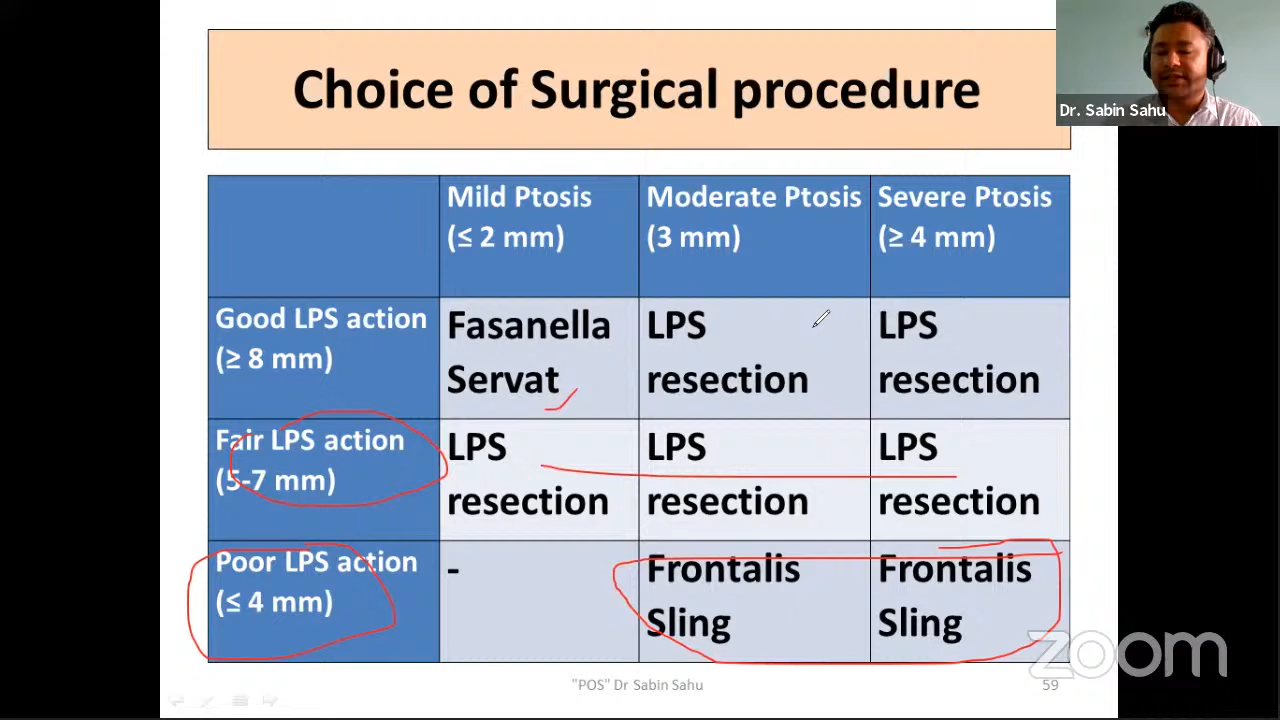 Choice of Surgical procedure
Dr. Sabin Sahu
Mild Ptosis
(≤ 2 mm)
Moderate Ptosis
(3 mm)
Severe Ptosis
(≥ 4 mm)
Good LPS action
(≥ 8 mm)
Fasanella
Servat
LPS
resection
LPS
resection
Fair LPS action
(5-7 mm)
LPS
resection
LPS
resection
LPS
resection
Poor LPS action
(≤ 4 mm)
-
Frontalis
Sling
Frontalis
Sling
zoom
"POS" Dr Sabin Sahu
59